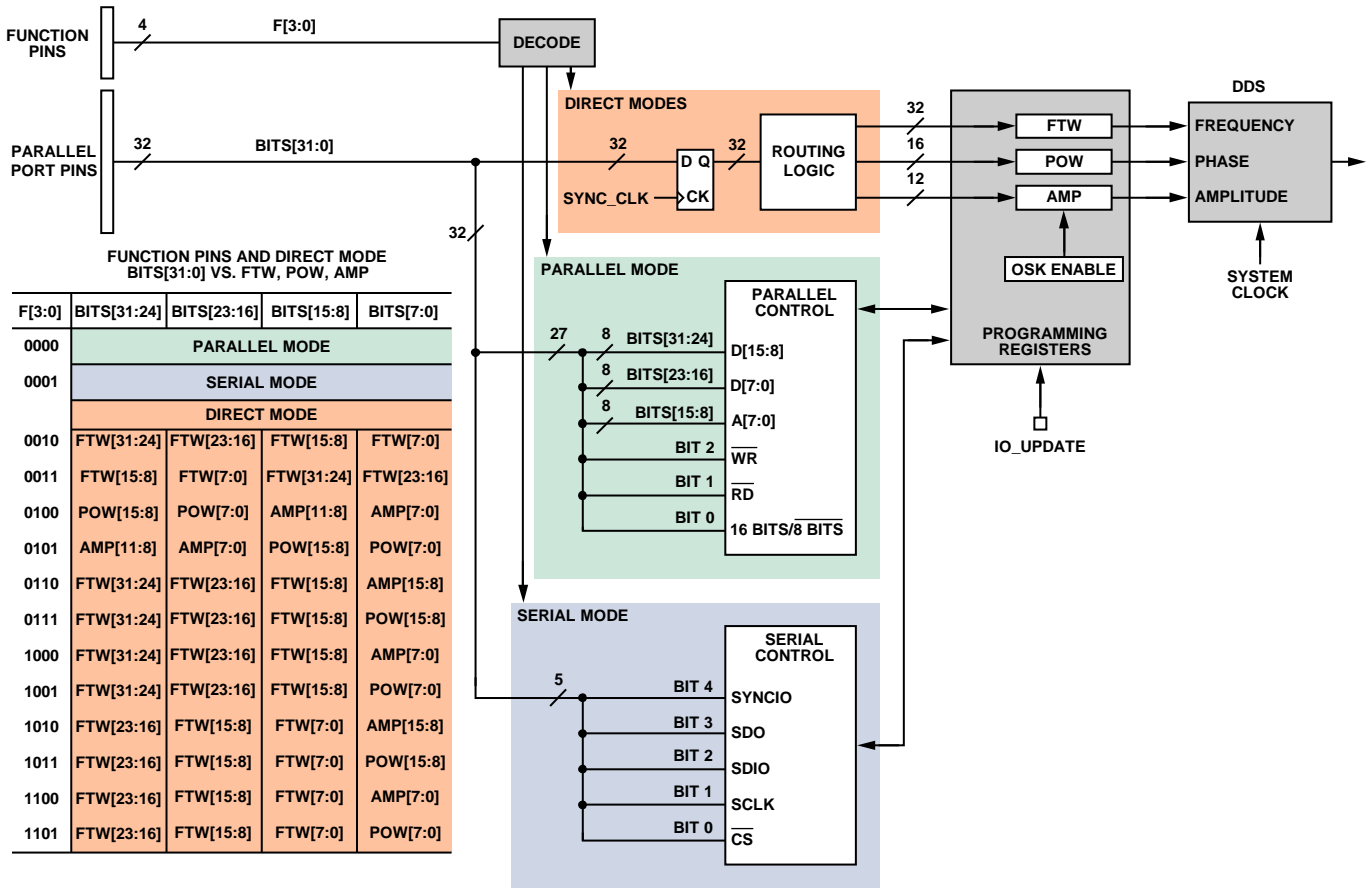 FUNCTION
PINS
4
F[3:0]
DECODE
PARALLEL
PORT PINS
32
BITS[31:0]
32
DIRECT MODES
32
D Q
CK
SYNC_CLK
32
ROUTING
LOGIC
32
16
12
FTW
POW
AMP
OSK ENABLE
PROGRAMMING
REGISTERS
IO_UPDATE
DDS
FREQUENCY
PHASE
AMPLITUDE
SYSTEM
CLOCK
FUNCTION PINS AND DIRECT MODE
BITS[31:0] VS. FTW, POW, AMP
F[3:0] BITS[31:24] BITS[23:16] BITS[15:8] BITS[7:0]
0000 PARALLEL MODE
0001 SERIAL MODE
DIRECT MODE
0010 FTW[31:24] FTW[23:16] FTW[15:8] FTW[7:0]
0011 FTW[15:8] FTW[7:0] FTW[31:24] FTW[23:16]
0100 POW[15:8] POW[7:0] AMP[11:8] AMP[7:0]
0101 AMP[11:8] AMP[7:0] POW[15:8] POW[7:0]
0110 FTW[31:24] FTW[23:16] FTW[15:8] AMP[15:8]
0111 FTW[31:24] FTW[23:16] FTW[15:8] POW[15:8]
1000 FTW[31:24] FTW[23:16] FTW[15:8] AMP[7:0]
1001 FTW[31:24] FTW[23:16] FTW[15:8] POW[7:0]
1010 FTW[23:16] FTW[15:8] FTW[7:0] AMP[15:8]
1011 FTW[23:16] FTW[15:8] FTW[7:0] POW[15:8]
1100 FTW[23:16] FTW[15:8] FTW[7:0] AMP[7:0]
1101 FTW[23:16] FTW[15:8] FTW[7:0] POW[7:0]
PARALLEL MODE
PARALLEL
CONTROL
27
8 BITS[31:24] D[15:8]
8 BITS[23:16] D[7:0]
8 BITS[15:8] A[7:0]
BIT 2 WR
BIT 1 RD
BIT 0 16 BITS/8 BITS
SERIAL MODE
SERIAL
CONTROL
5
BIT 4 SYNCIO
BIT 3 SDO
BIT 2 SDIO
BIT 1 SCLK
BIT 0 CS